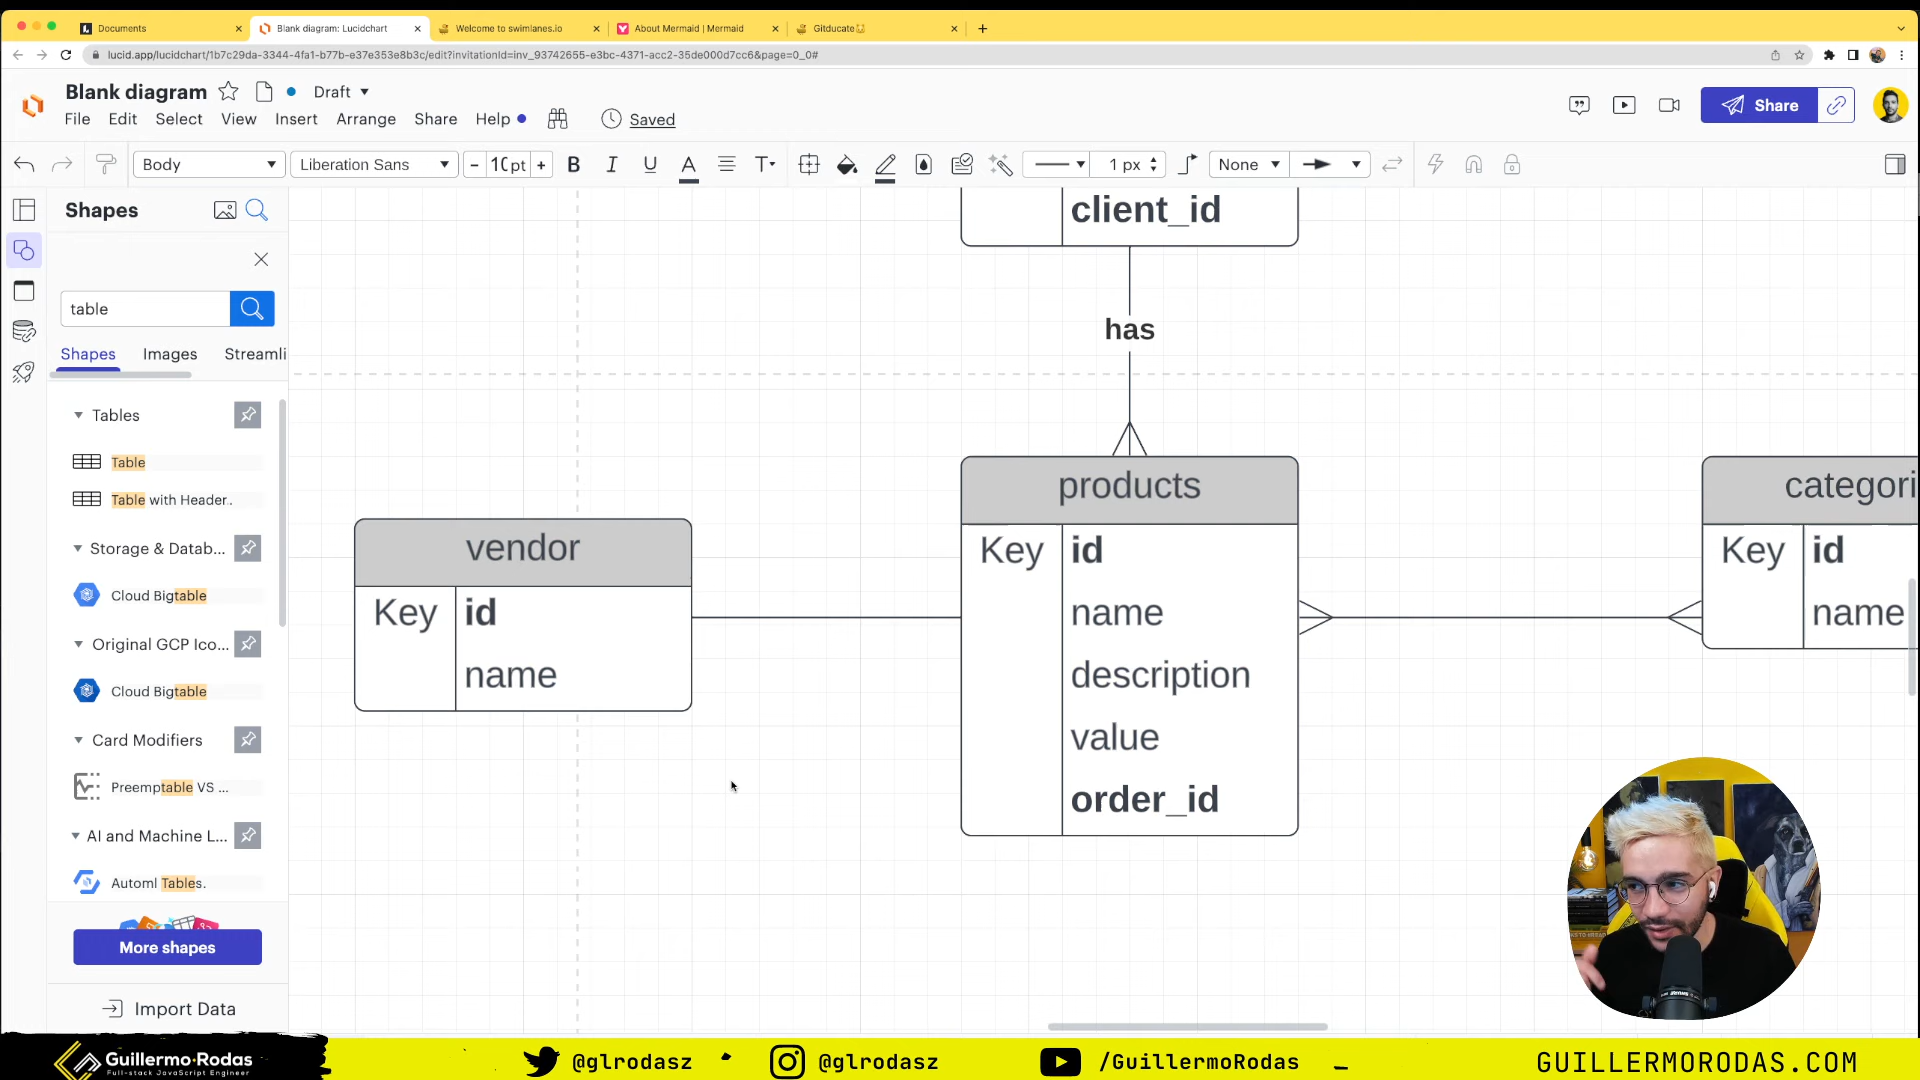 Documents
Blank diagram: Lucidchart
Welcome to swimlanes.io
About Mermaid | Mermaid
Gitducate
lucid.app/lucidchart/1b7c29da-3344-4fa1-b77b-e37e353e8b3c/edit?invitationId=inv_93742655-e3bc-4371-acc2-35de000d7cc6&page=0_0#
Blank diagram
Draft
File Edit Select View Insert Arrange Share Help
Saved
Share
Body
Liberation Sans
- 10 pt +
B I U A T
1 px
None
Shapes
table
Shapes Images Streamli
Tables
Table
Table with Header..
Storage & Datab...
Cloud Bigtable
Original GCP Ico...
Cloud Bigtable
Card Modifiers
Preemptable VS ...
AI and Machine L...
Automl Tables.
More shapes
Import Data
client_id
has
products
Key id
name
description
value
order_id
vendor
Key id
name
categori
Key id
name
Guillermo·Rodas
Full-stack JavaScript Engineer
@glrodasz
@glrodasz
/GuillermoRodas
GUILLERMORODAS.COM